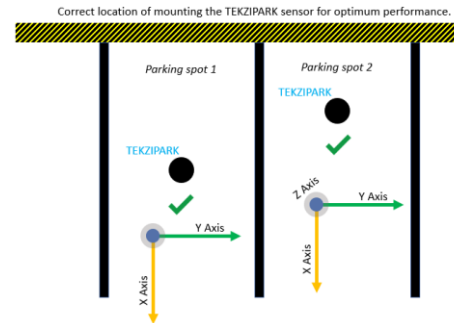 Correct location of mounting the TEKZIPARK sensor for optimum performance.
Parking spot 1
Parking spot 2
TEKZIPARK
TEKZIPARK
Z Axis
Y Axis
X Axis
Y Axis
X Axis